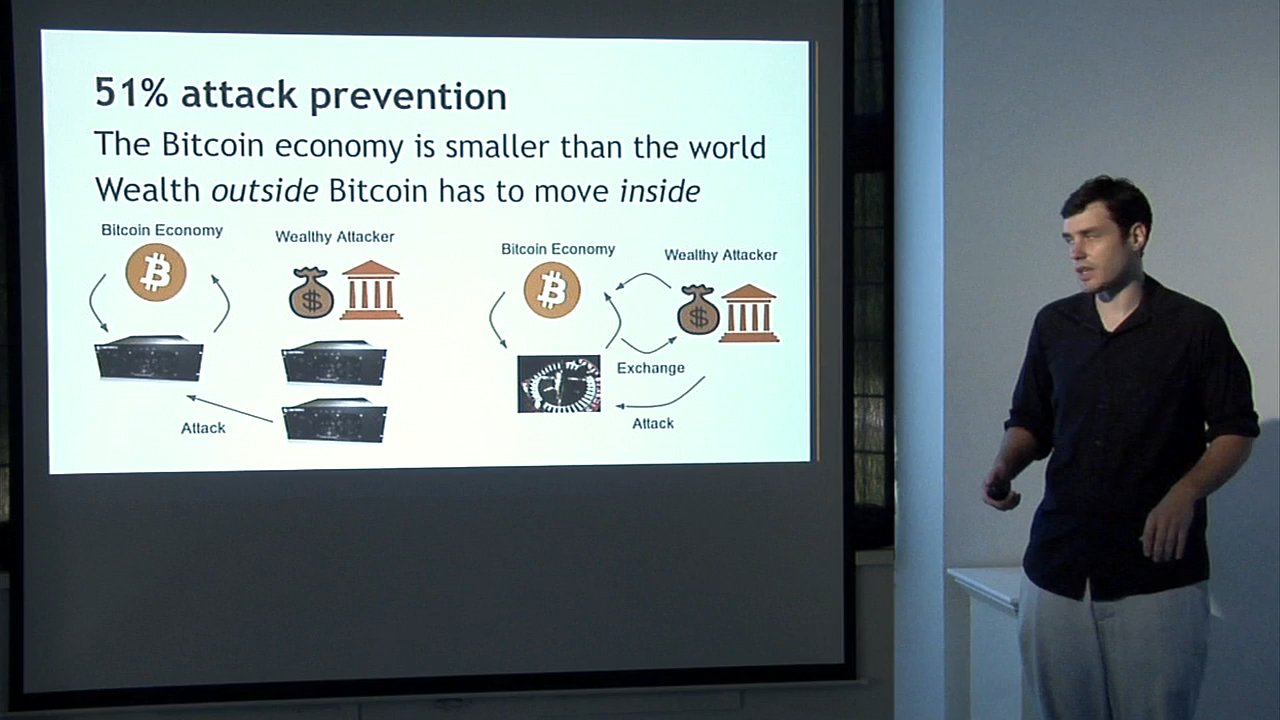 51% attack prevention
The Bitcoin economy is smaller than the world
Wealth outside Bitcoin has to move inside
Bitcoin Economy
Wealthy Attacker
Attack
Bitcoin Economy
Wealthy Attacker
Exchange
Attack